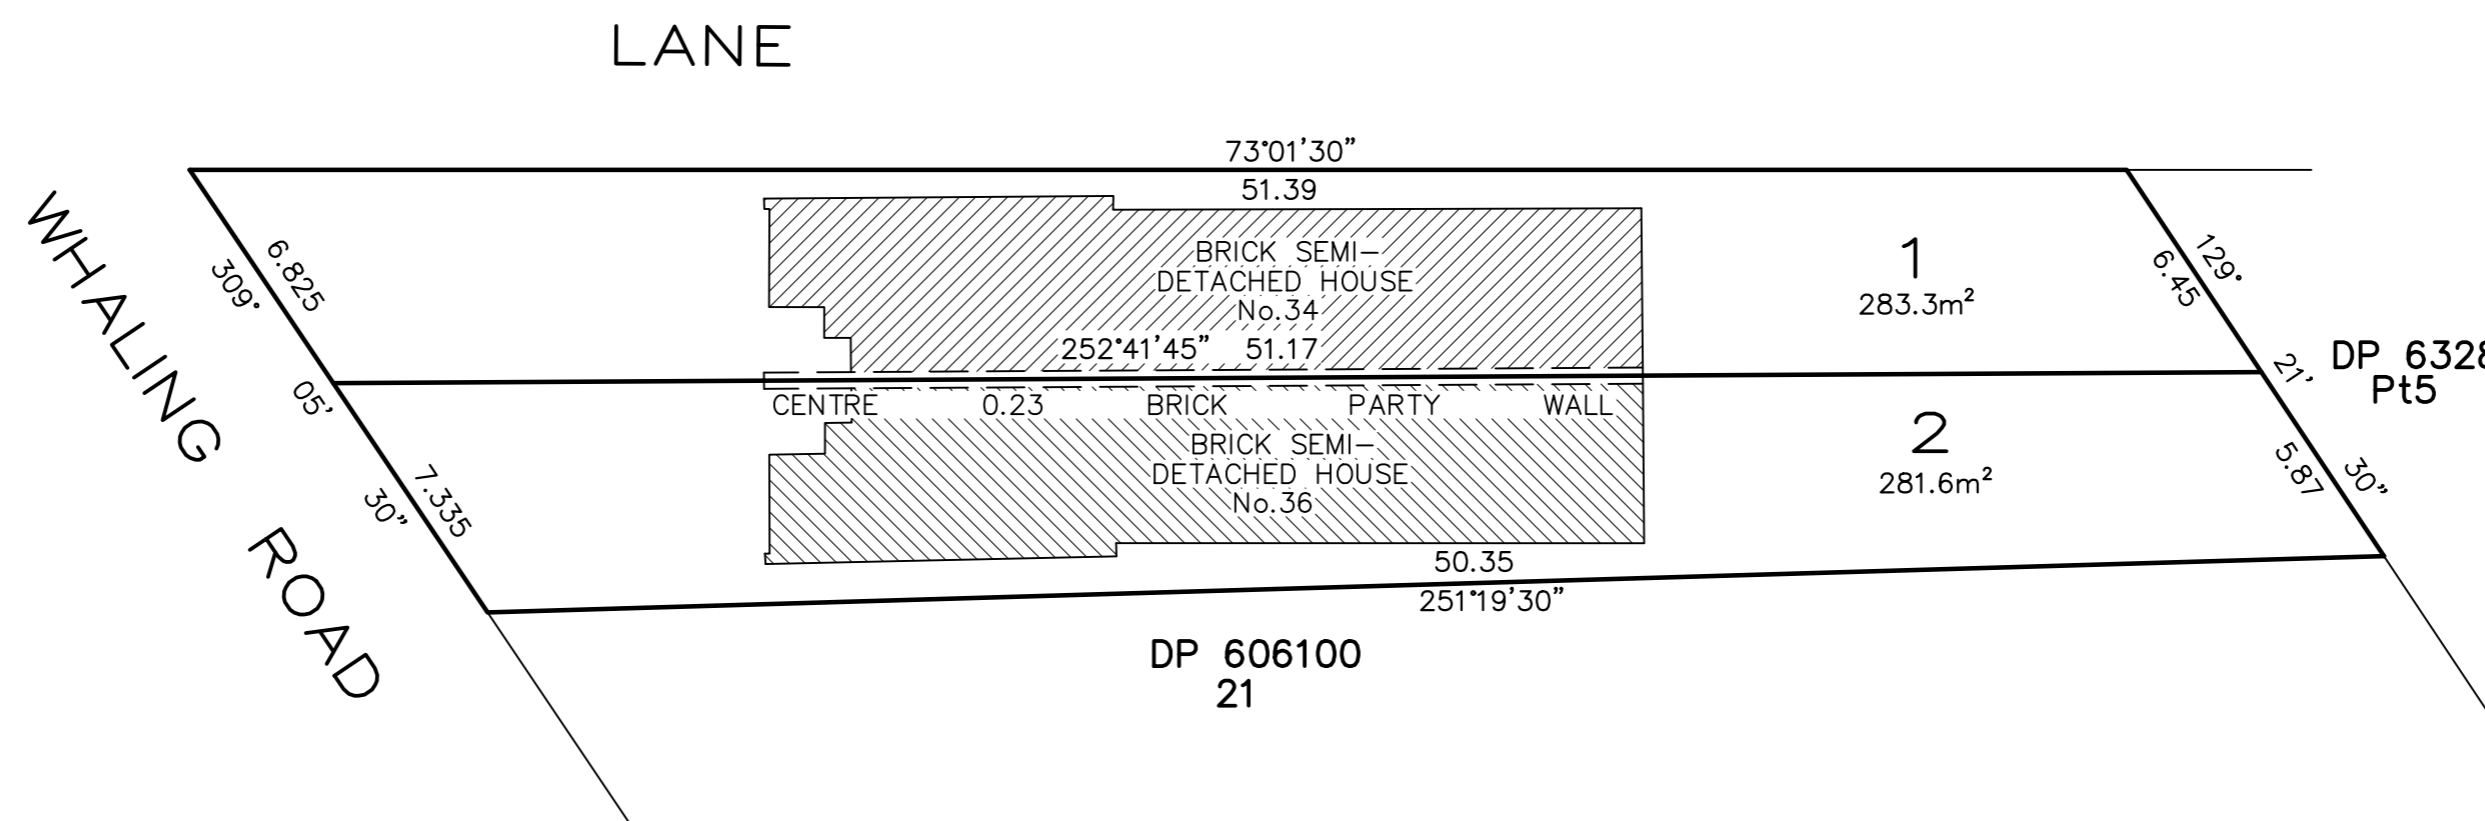 LANE
73°01'30"
51.39
WHALING ROAD
6.825
309° 05' 30"
7.335
BRICK SEMI-
DETACHED HOUSE
No.34
252°41'45" 51.17
CENTRE 0.23 BRICK PARTY WALL
BRICK SEMI-
DETACHED HOUSE
No.36
1
283.3m²
2
281.6m²
129° 21' 30"
6.45
5.87
DP 6328
Pt5
50.35
251°19'30"
DP 606100
21